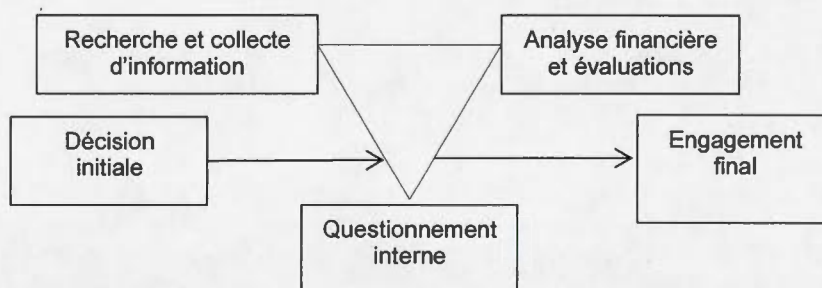 Recherche et collecte
d'information
Analyse financière
et évaluations
Décision
initiale
Engagement
final
Questionnement
interne